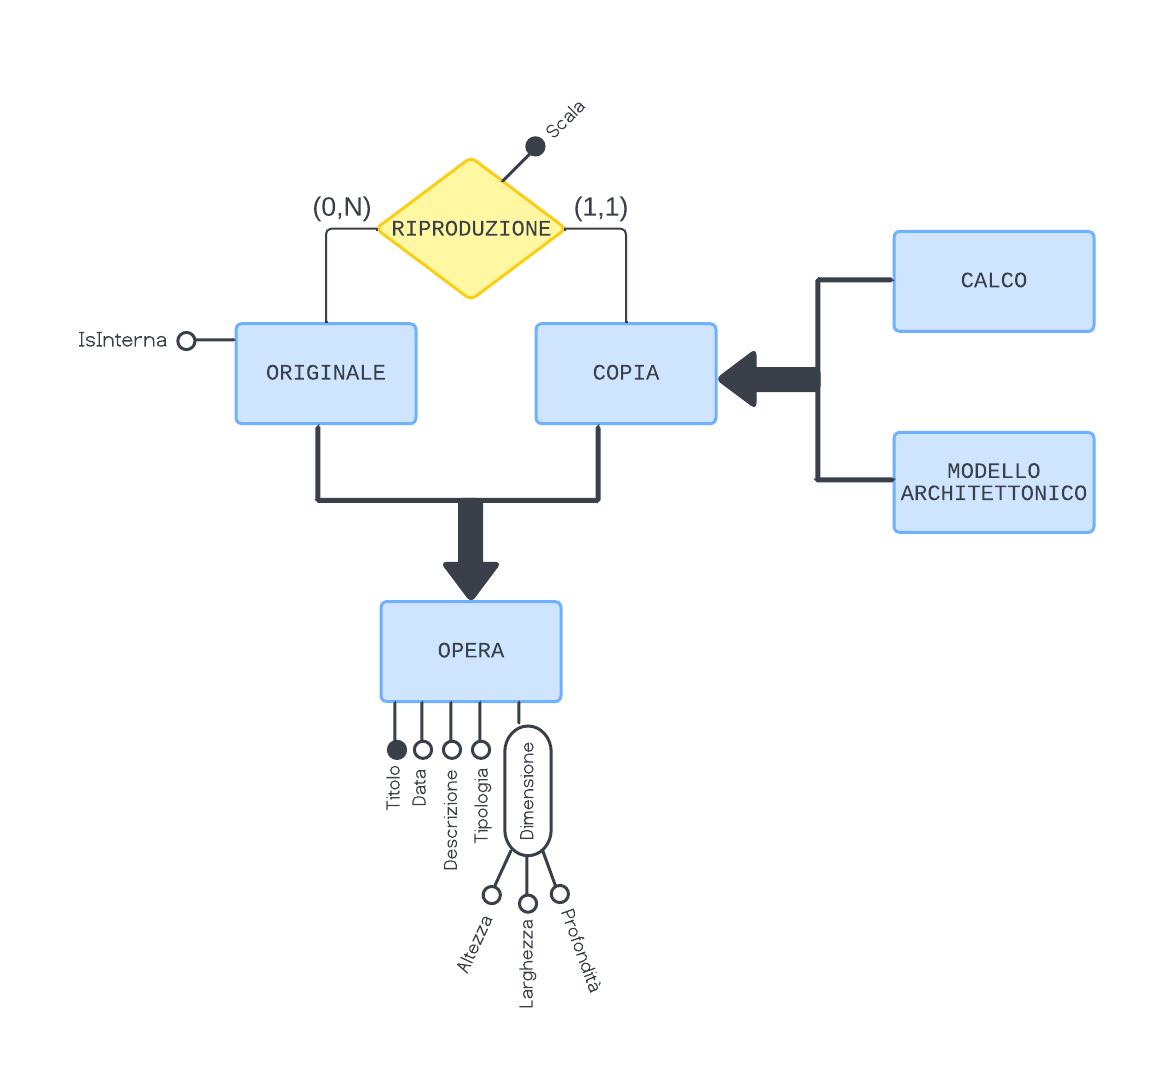 Scala
(0,N)
(1,1)
RIPRODUZIONE
CALCO
IsInterna
ORIGINALE
COPIA
MODELLO
ARCHITETTONICO
OPERA
Titolo
Data
Descrizione
Tipologia
Dimensione
Altezza
Larghezza
Profondità